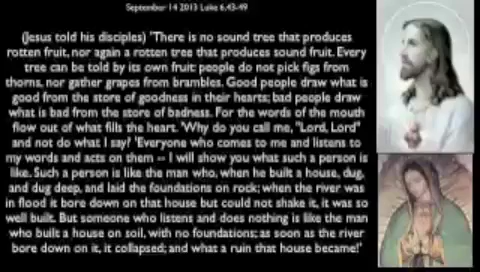 September 14 2013 Luke 6,43-49
(Jesus told his disciples) 'There is no sound tree that produces
rotten fruit, nor again a rotten tree that produces sound fruit. Every
tree can be told by its own fruit: people do not pick figs from
thorns, nor gather grapes from brambles. Good people draw what is
good from the store of goodness in their hearts; bad people draw
what is bad from the store of badness. For the words of the mouth
flow out of what fills the heart. 'Why do you call me, "Lord, Lord"
and not do what I say? 'Everyone who comes to me and listens to
my words and acts on them -- I will show you what such a person is
like. Such a person is like the man who, when he built a house, dug,
and dug deep, and laid the foundations on rock; when the river was
in flood it bore down on that house but could not shake it, it was so
well built. But someone who listens and does nothing is like the man
who built a house on soil, with no foundations; as soon as the river
bore down on it, it collapsed; and what a ruin that house became!'